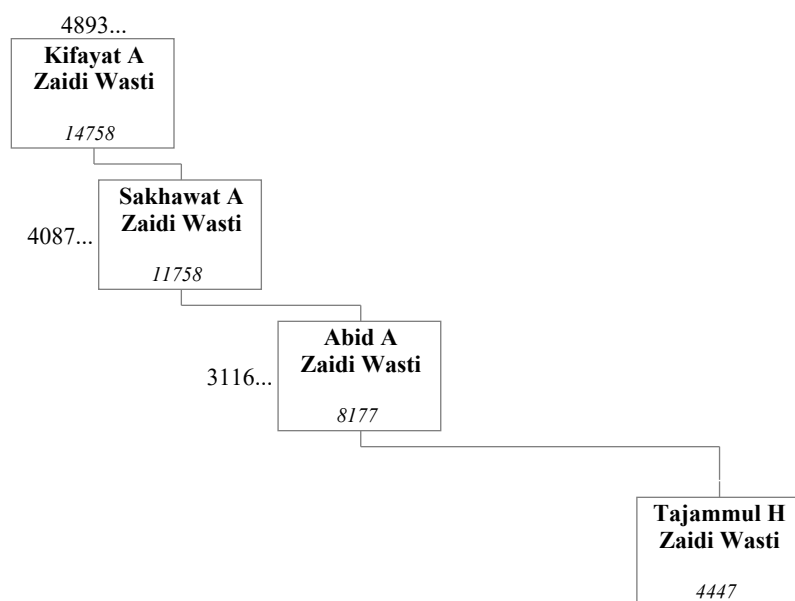 4893...
Kifayat A
Zaidi Wasti
14758
Sakhawat A
Zaidi Wasti
4087...
11758
Abid A
Zaidi Wasti
3116...
8177
Tajammul H
Zaidi Wasti
4447